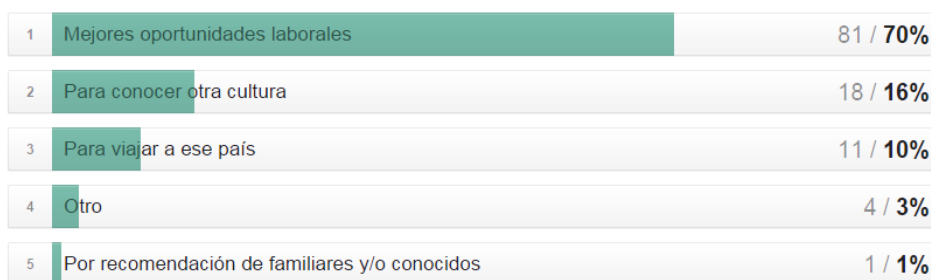 1 Mejores oportunidades laborales 81 / 70%
2 Para conocer otra cultura 18 / 16%
3 Para viajar a ese país 11 / 10%
4 Otro 4 / 3%
5 Por recomendación de familiares y/o conocidos 1 / 1%